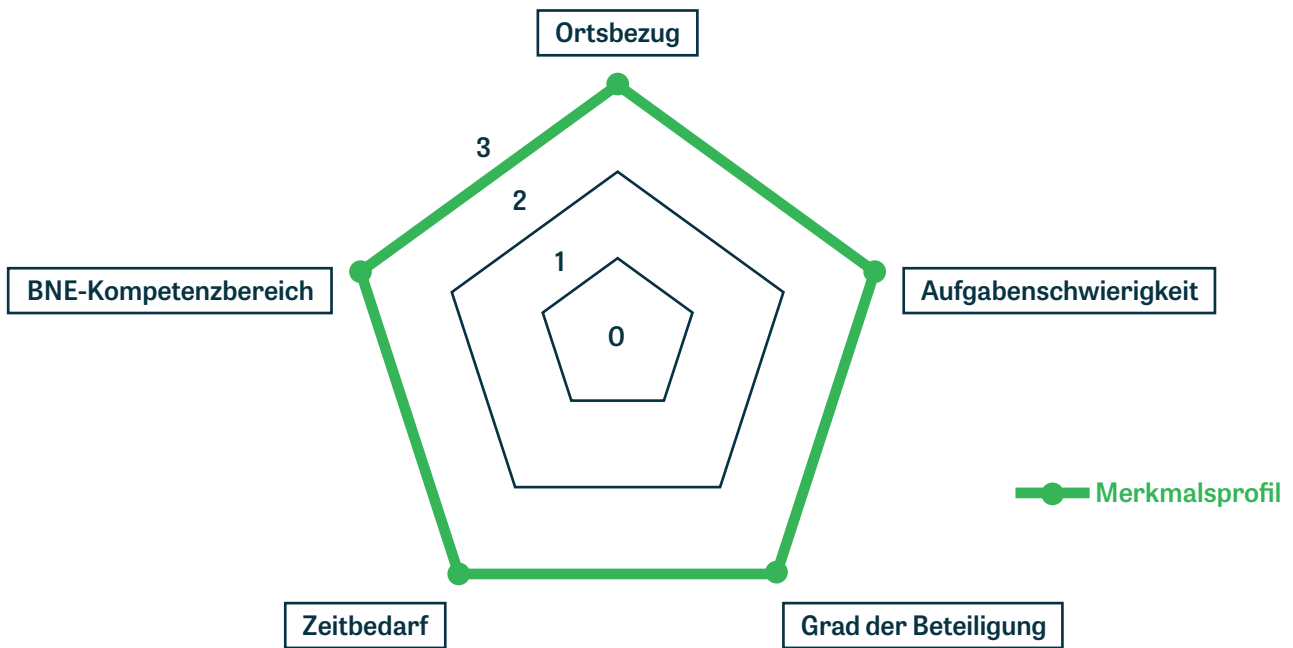 Ortsbezug
3
2
1
BNE-Kompetenzbereich
Aufgabenschwierigkeit
0
Merkmalsprofil
Zeitbedarf
Grad der Beteiligung